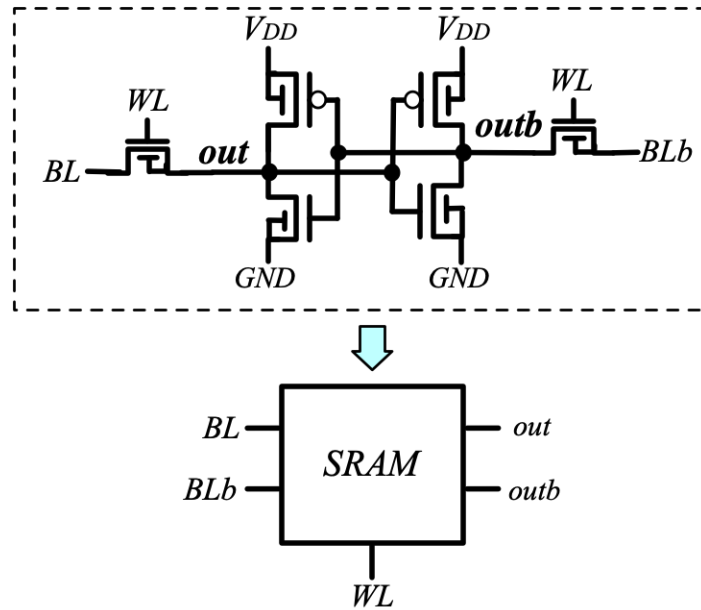 VDD VDD
WL WL
out outb
BL BLb
GND GND
BL out
SRAM
BLb outb
WL